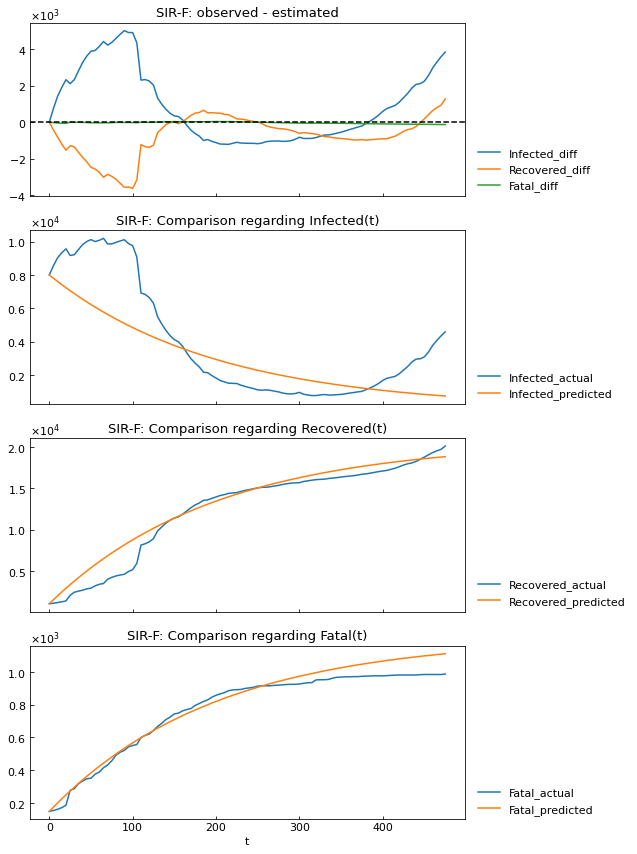 SIR-F: observed - estimated
×10³
4
2
0
−2
−4
Infected_diff
Recovered_diff
Fatal_diff
SIR-F: Comparison regarding Infected(t)
×10⁴
1.0
0.8
0.6
0.4
0.2
Infected_actual
Infected_predicted
SIR-F: Comparison regarding Recovered(t)
×10⁴
2.0
1.5
1.0
0.5
Recovered_actual
Recovered_predicted
SIR-F: Comparison regarding Fatal(t)
×10³
1.0
0.8
0.6
0.4
0.2
Fatal_actual
Fatal_predicted
0 100 200 300 400
t